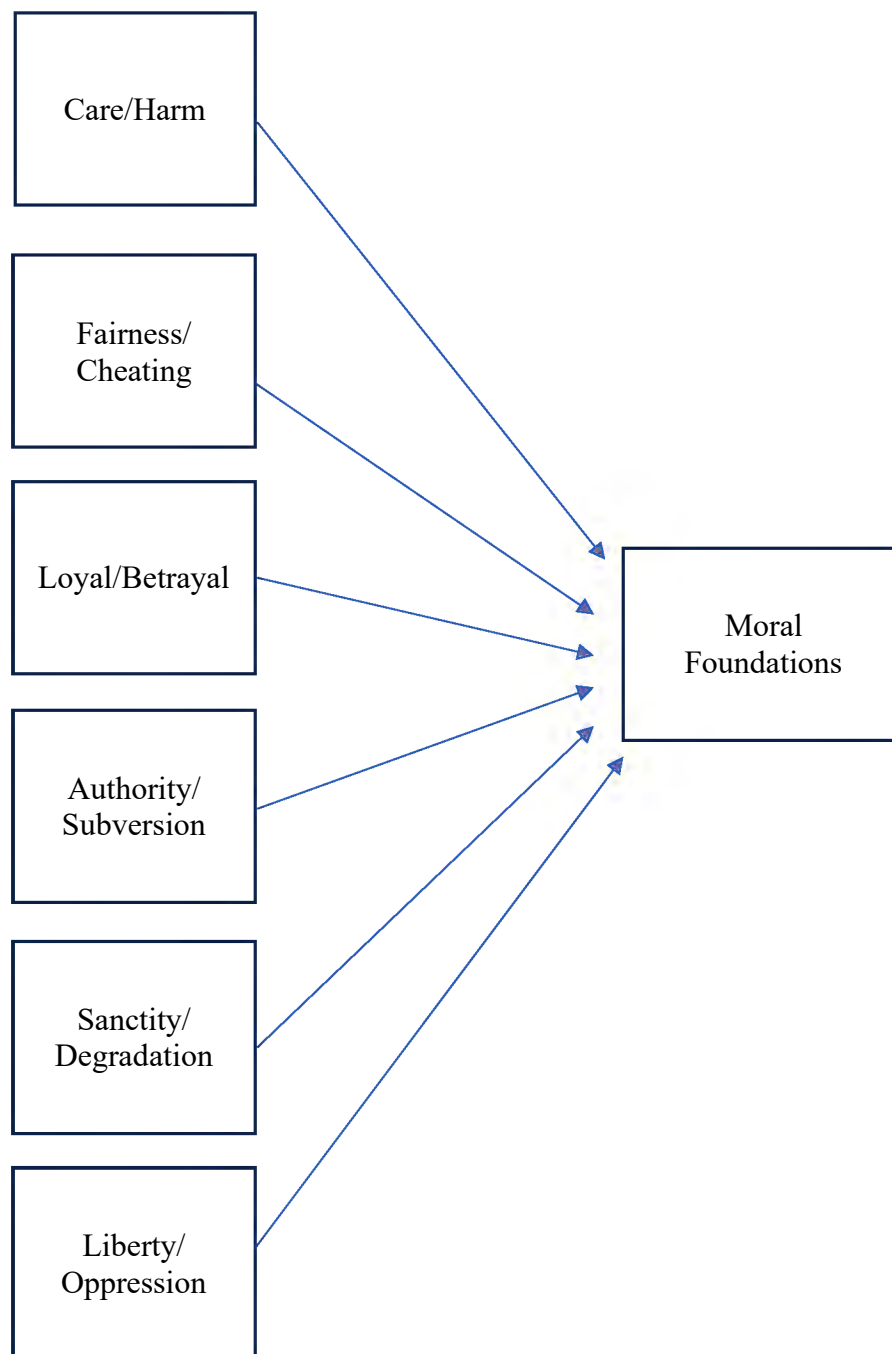 Care/Harm
Fairness/
Cheating
Loyal/Betrayal
Moral
Foundations
Authority/
Subversion
Sanctity/
Degradation
Liberty/
Oppression